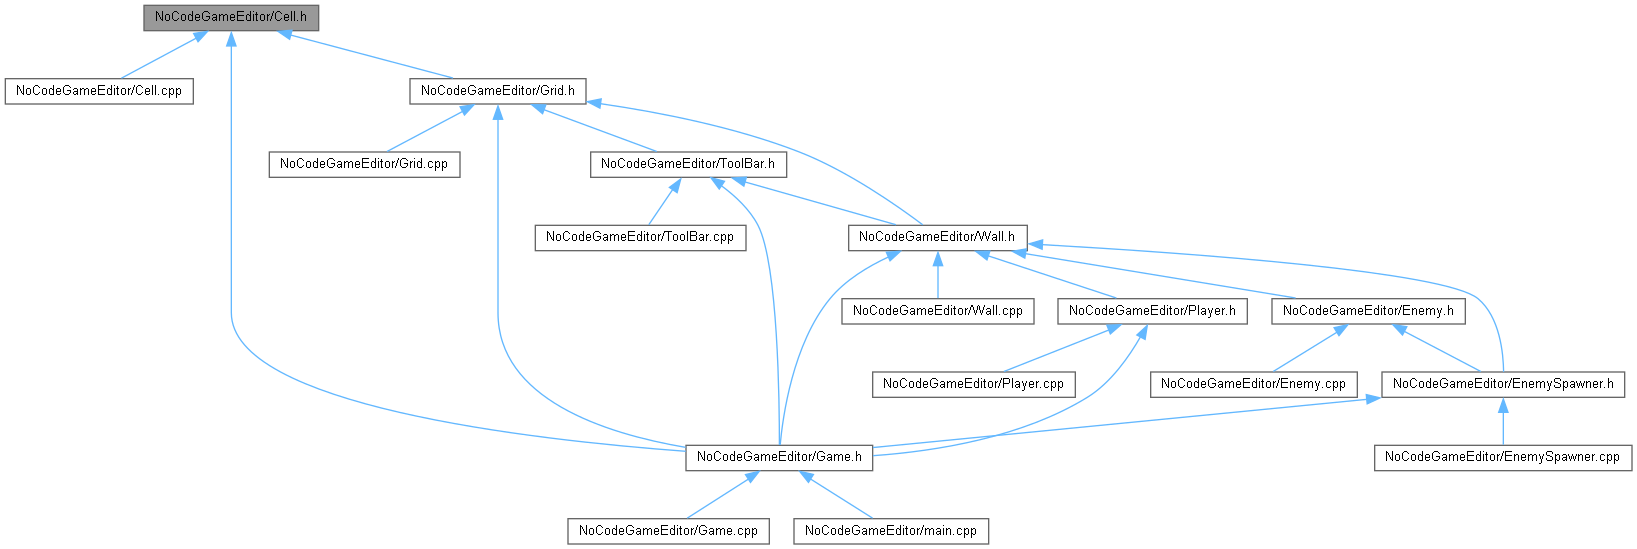 NoCodeGameEditor/Cell.h
NoCodeGameEditor/Cell.cpp
NoCodeGameEditor/Grid.h
NoCodeGameEditor/Grid.cpp
NoCodeGameEditor/ToolBar.h
NoCodeGameEditor/ToolBar.cpp
NoCodeGameEditor/Wall.h
NoCodeGameEditor/Wall.cpp
NoCodeGameEditor/Player.h
NoCodeGameEditor/Enemy.h
NoCodeGameEditor/Player.cpp
NoCodeGameEditor/Enemy.cpp
NoCodeGameEditor/EnemySpawner.h
NoCodeGameEditor/Game.h
NoCodeGameEditor/EnemySpawner.cpp
NoCodeGameEditor/Game.cpp
NoCodeGameEditor/main.cpp